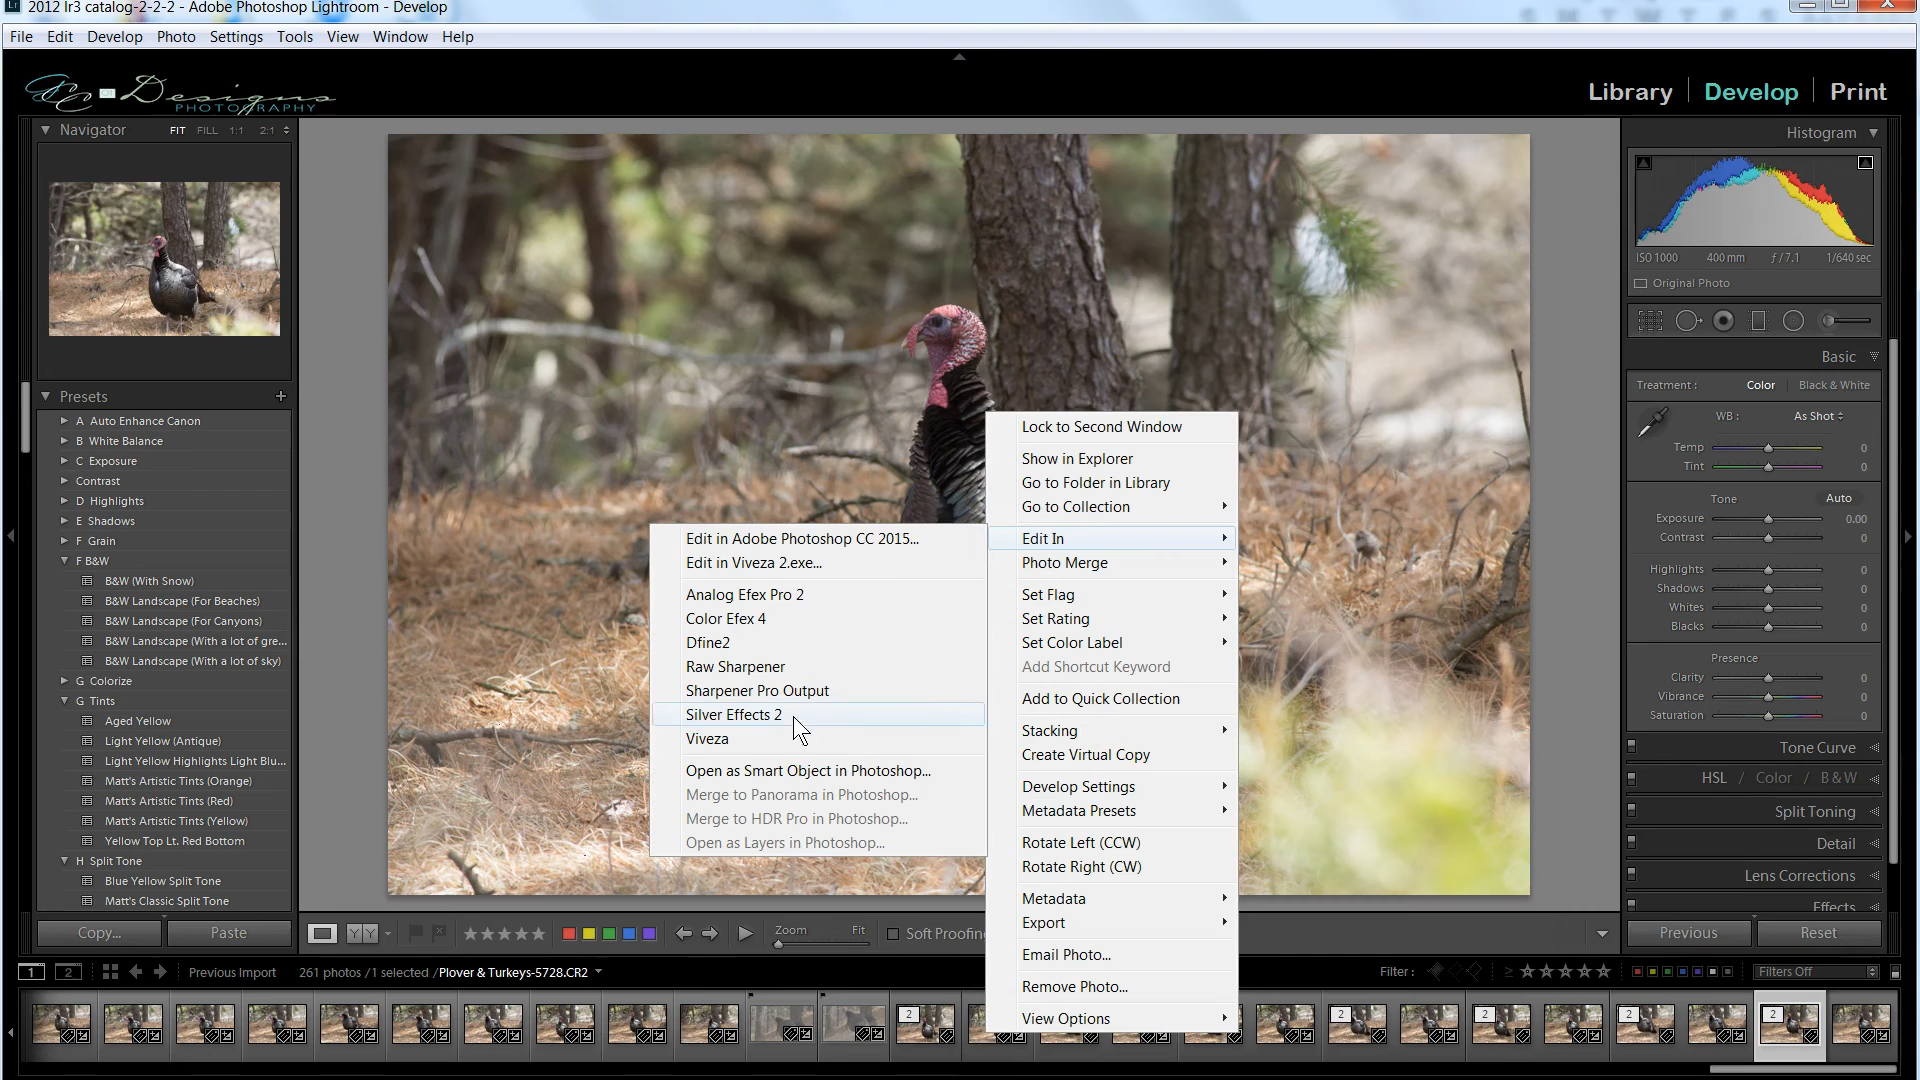 2012 lr3 catalog-2-2-2 - Adobe Photoshop Lightroom - Develop
File Edit Develop Photo Settings Tools View Window Help
Designs
PHOTOGRAPHY
Library Develop Print
Navigator FIT FILL 1:1 2:1
Histogram
ISO 1000 400 mm ƒ / 7.1 1/640 sec
Original Photo
Basic
Treatment : Color Black & White
WB : As Shot
Temp 0
Tint 0
Tone Auto
Exposure 0.00
Contrast 0
Highlights 0
Shadows 0
Whites 0
Blacks 0
Presence
Clarity 0
Vibrance 0
Saturation 0
Tone Curve
HSL / Color / B & W
Split Toning
Detail
Lens Corrections
Effects
Previous Reset
Presets +
A Auto Enhance Canon
B White Balance
C Exposure
Contrast
D Highlights
E Shadows
F Grain
F B&W
B&W (With Snow)
B&W Landscape (For Beaches)
B&W Landscape (For Canyons)
B&W Landscape (With a lot of gre...
B&W Landscape (With a lot of sky)
G Colorize
G Tints
Aged Yellow
Light Yellow (Antique)
Light Yellow Highlights Light Blu...
Matt's Artistic Tints (Orange)
Matt's Artistic Tints (Red)
Matt's Artistic Tints (Yellow)
Yellow Top Lt. Red Bottom
H Split Tone
Blue Yellow Split Tone
Matt's Classic Split Tone
Copy... Paste
Lock to Second Window
Show in Explorer
Go to Folder in Library
Go to Collection
Edit In
Photo Merge
Set Flag
Set Rating
Set Color Label
Add Shortcut Keyword
Add to Quick Collection
Stacking
Create Virtual Copy
Develop Settings
Metadata Presets
Rotate Left (CCW)
Rotate Right (CW)
Metadata
Export
Email Photo...
Remove Photo...
View Options
Edit in Adobe Photoshop CC 2015...
Edit in Viveza 2.exe...
Analog Efex Pro 2
Color Efex 4
Dfine2
Raw Sharpener
Sharpener Pro Output
Silver Effects 2
Viveza
Open as Smart Object in Photoshop...
Merge to Panorama in Photoshop...
Merge to HDR Pro in Photoshop...
Open as Layers in Photoshop...
Y Y Zoom Fit Soft Proofin
1 2 Previous Import 261 photos /1 selected /Plover & Turkeys-5728.CR2 Filter : ≥ Filters Off
2 2 2 2 2